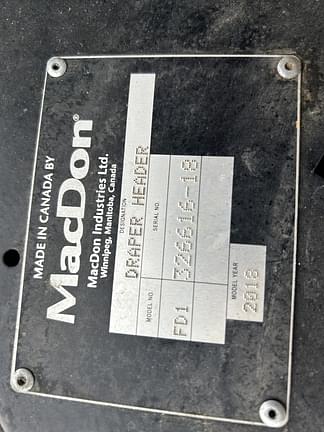 MADE IN CANADA BY
MacDon®
MacDon Industries Ltd.
Winnipeg, Manitoba, Canada
DESIGNATION
DRAPER HEADER
MODEL NO. SERIAL NO.
FD1 326616-18
MODEL YEAR
2018